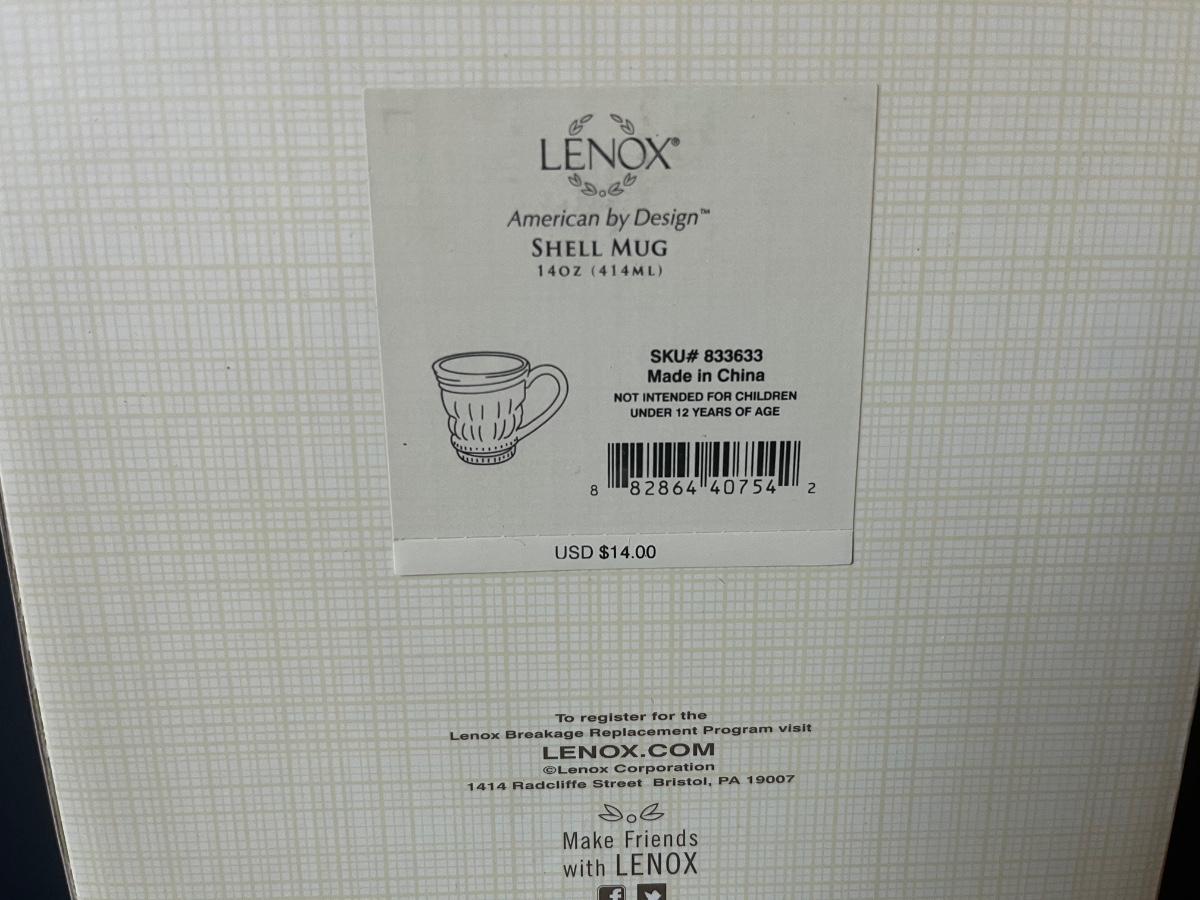 LENOX®
American by Design™
SHELL MUG
14OZ (414ML)
SKU# 833633
Made in China
NOT INTENDED FOR CHILDREN
UNDER 12 YEARS OF AGE
8 82864 40754 2
USD $14.00
To register for the
Lenox Breakage Replacement Program visit
LENOX.COM
©Lenox Corporation
1414 Radcliffe Street Bristol, PA 19007
Make Friends
with LENOX